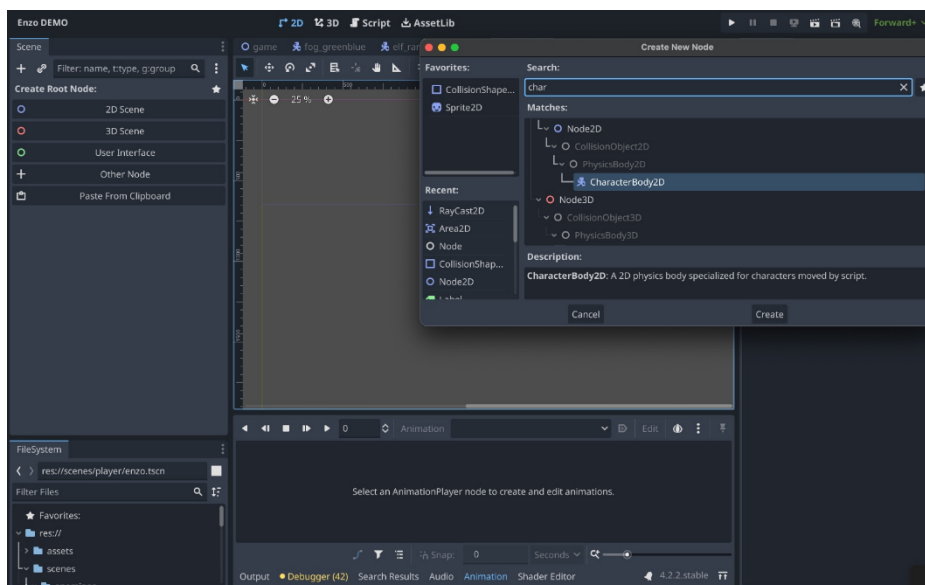 Enzo DEMO
2D 3D Script AssetLib
Forward+
Scene
game fog_greenblue
Filter: name, t:type, g:group
Create Root Node:
2D Scene
3D Scene
User Interface
Other Node
Paste From Clipboard
25 %
Create New Node
Favorites:
CollisionShape...
Sprite2D
Recent:
RayCast2D
Area2D
Node
CollisionShap...
Node2D
Label
Search:
char
Matches:
Node2D
CollisionObject2D
PhysicsBody2D
CharacterBody2D
Node3D
CollisionObject3D
PhysicsBody3D
Description:
CharacterBody2D: A 2D physics body specialized for characters moved by script.
Cancel Create
0 Animation Edit
Select an AnimationPlayer node to create and edit animations.
Snap: 0 Seconds
Output Debugger (42) Search Results Audio Animation Shader Editor 4.2.2.stable
FileSystem
res://scenes/player/enzo.tscn
Filter Files
Favorites:
res://
assets
scenes